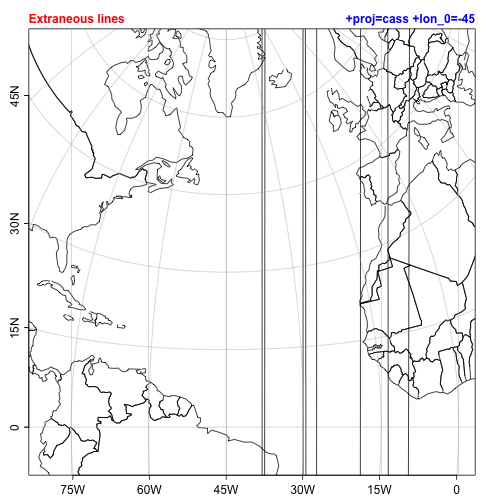 Extraneous lines
+proj=cass +lon_0=-45
45N
30N
15N
0
75W
60W
45W
30W
15W
0